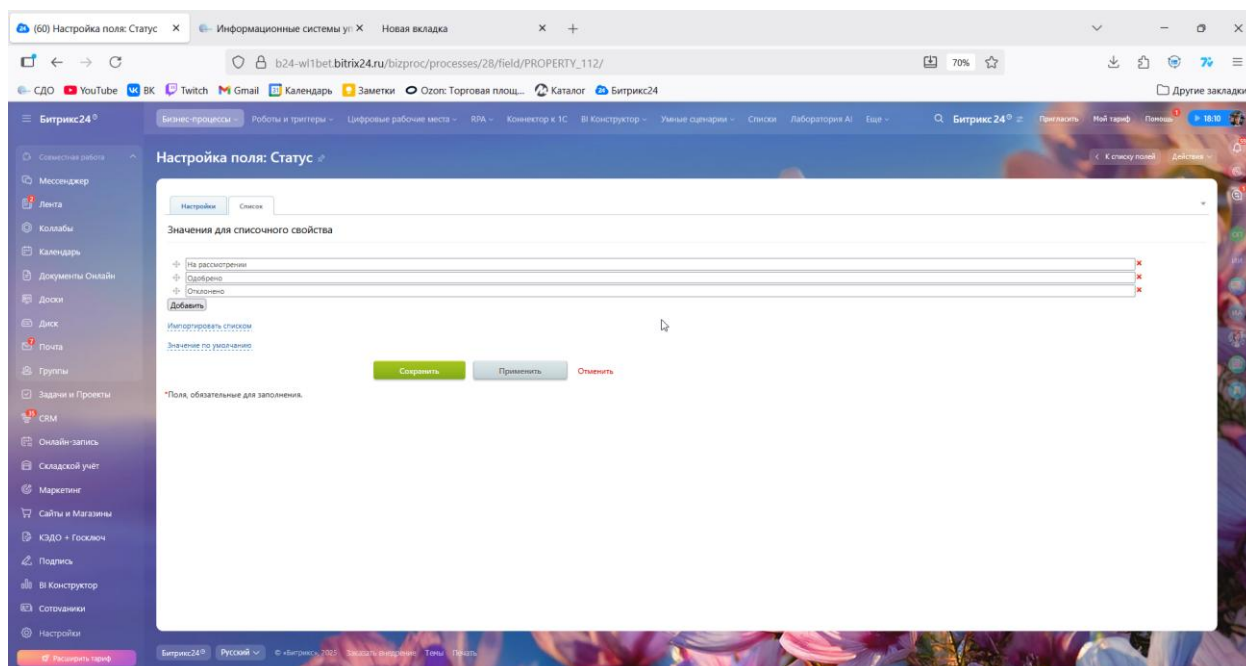 (60) Настройка поля: Статус
Информационные системы уп
Новая вкладка
b24-wl1bet.bitrix24.ru/bizproc/processes/28/field/PROPERTY_112/
70%
СДО YouTube ВК Twitch Gmail Календарь Заметки Ozon: Торговая площ... Каталог Битрикс24
Другие закладки
Битрикс24
Бизнес-процессы Роботы и триггеры Цифровые рабочие места RPA Коннектор к 1С BI Конструктор Умные сценарии Списки Лаборатория AI Еще
Битрикс 24 Пригласить Мой тариф Помощь 1 18:10
Совместная работа
Настройка поля: Статус
К списку полей Действия
Мессенджер
Лента 2
Коллабы
Календарь
Документы Онлайн
Доски
Диск
Почта
Группы
Задачи и Проекты
CRM 35
Онлайн-запись
Складской учёт
Маркетинг
Сайты и Магазины
КЭДО + Госключ
Подпись
BI Конструктор
Сотрудники
Настройки
Расширить тариф
Настройки Список
Значения для списочного свойства
На рассмотрении
Одобрено
Отклонено
Добавить
Импортировать списком
Значение по умолчанию
Сохранить Применить Отменить
*Поля, обязательные для заполнения.
Битрикс24 Русский © «Битрикс», 2025 Заказать внедрение Темы Печать